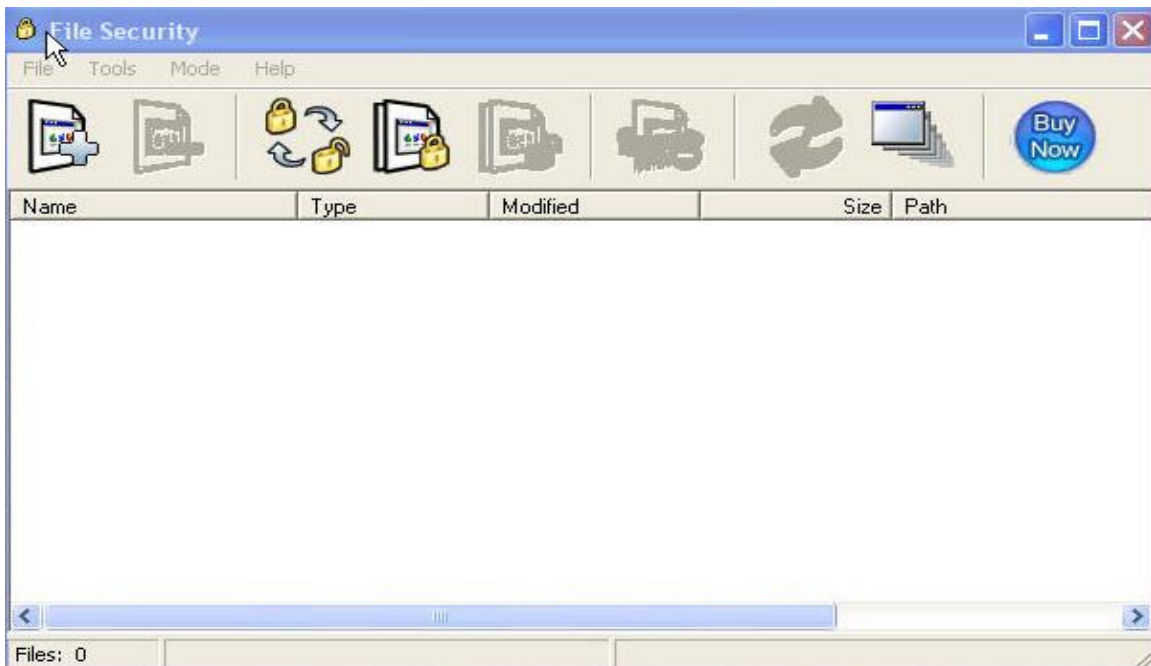 File Security
File Tools Mode Help
Buy
Now
Name Type Modified Size Path
Files: 0